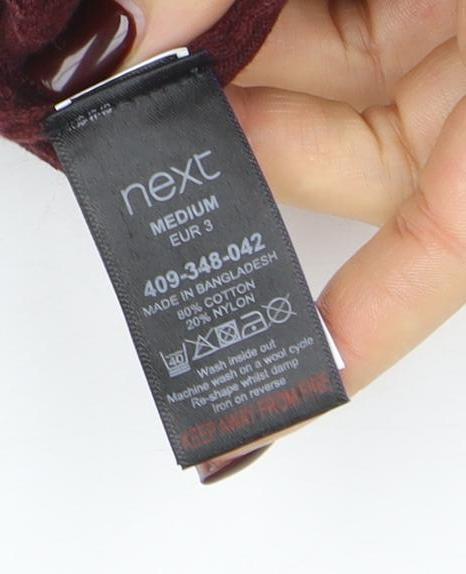 next
MEDIUM
EUR 3
409-348-042
MADE IN BANGLADESH
80% COTTON
20% NYLON
40
Wash inside out
Machine wash on a wool cycle
Re-shape whilst damp
Iron on reverse
KEEP AWAY FROM FIRE